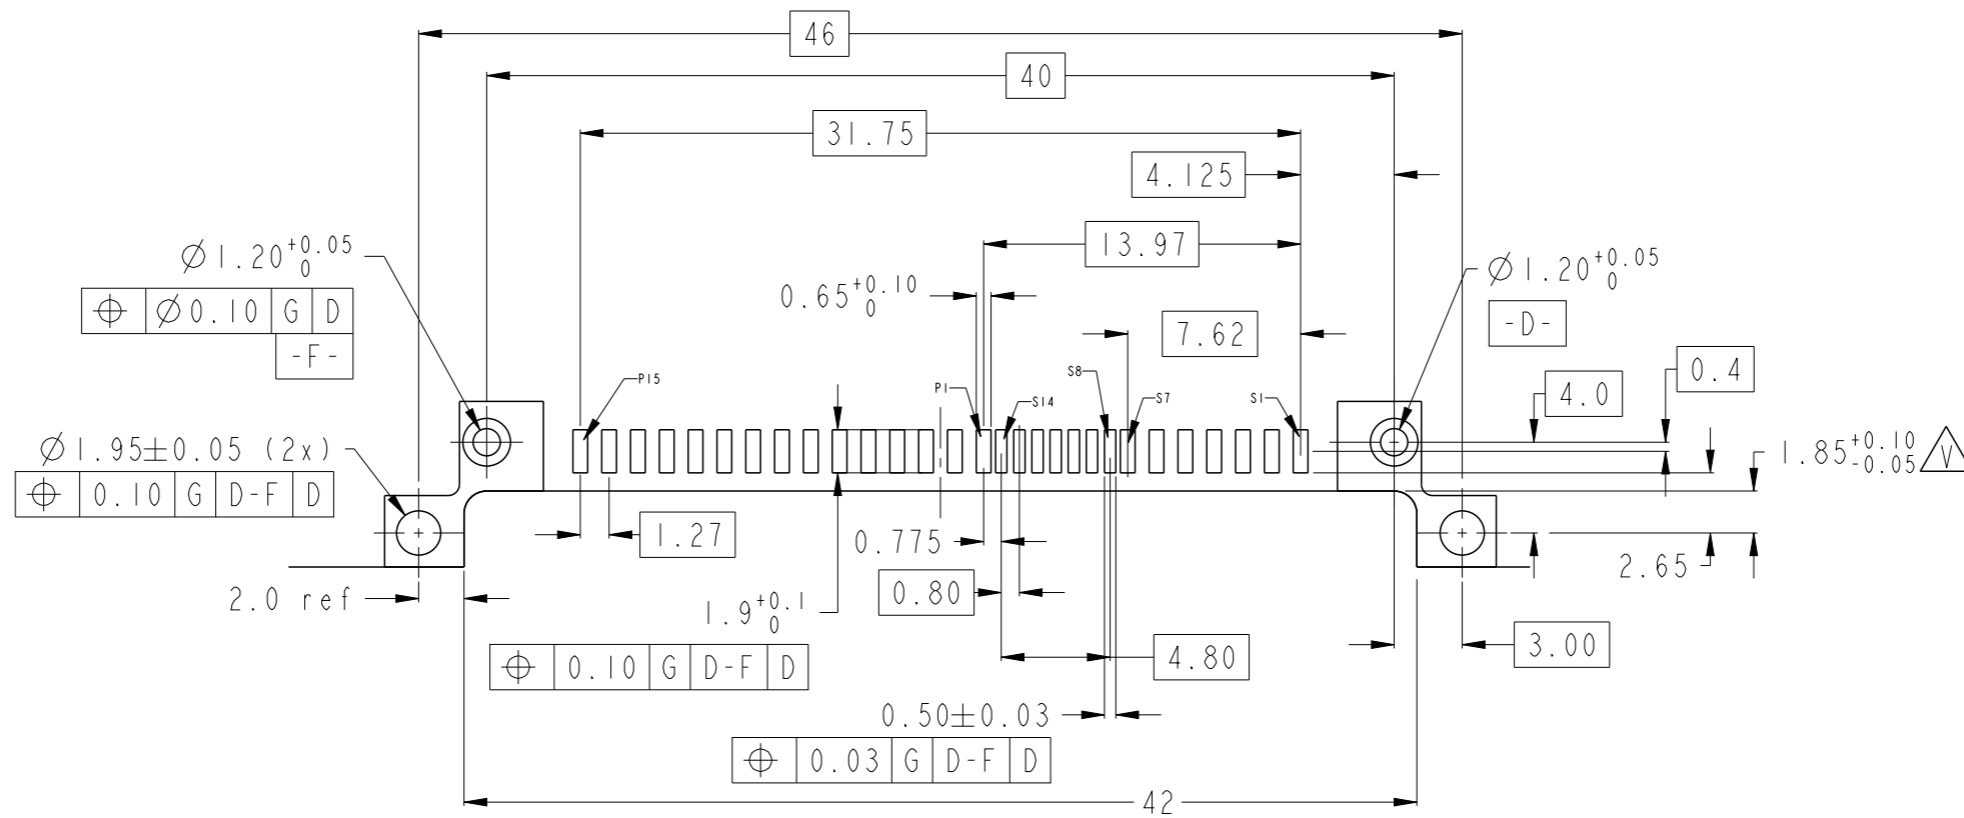 46
40
31.75
4.125
13.97
Ø1.20 +0.05 0
⌖ Ø0.10 G D
-F-
0.65 +0.10 0
7.62
Ø1.20 +0.05 0
-D-
0.4
4.0
P15
P1
S14
S8
S7
S1
Ø1.95±0.05 (2x)
⌖ 0.10 G D-F D
1.85 +0.10 -0.05 V
1.27
0.775
2.65
2.0 ref
0.80
1.9 +0.1 0
⌖ 0.10 G D-F D
4.80
3.00
0.50±0.03
⌖ 0.03 G D-F D
42